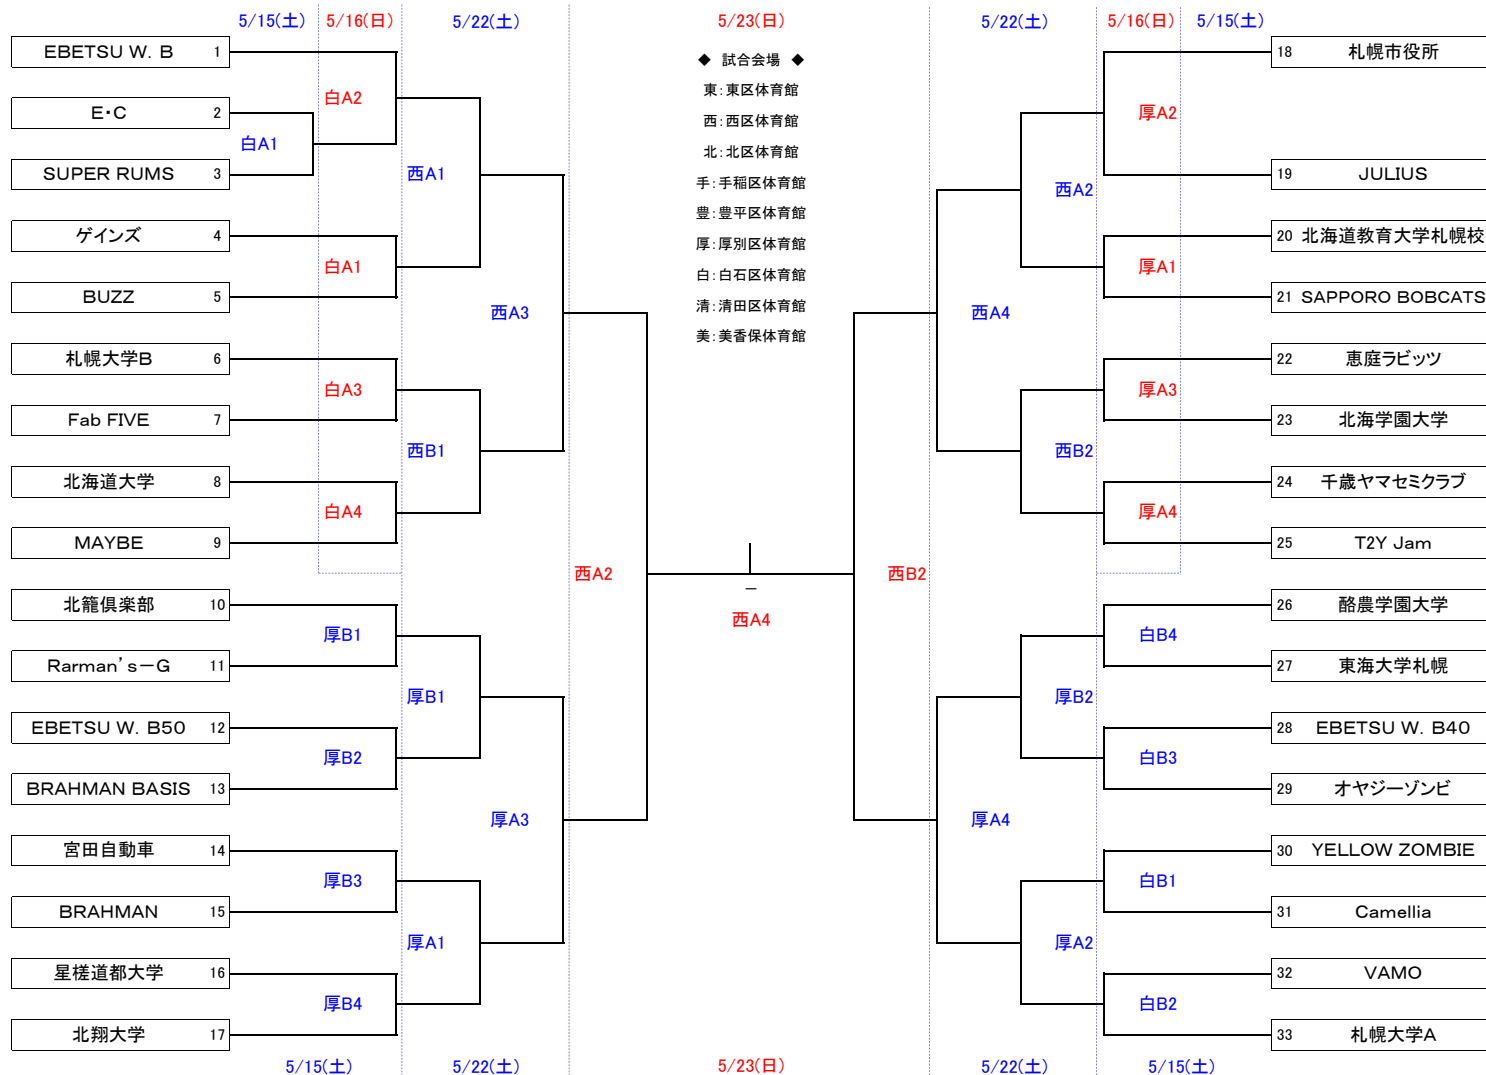 5/15(土) 5/16(日) 5/22(土) 5/23(日) 5/22(土) 5/16(日) 5/15(土)
EBETSU W. B 1
E・C 2
SUPER RUMS 3
ゲインズ 4
BUZZ 5
札幌大学B 6
Fab FIVE 7
北海道大学 8
MAYBE 9
北籠倶楽部 10
Rarman's－G 11
EBETSU W. B50 12
BRAHMAN BASIS 13
宮田自動車 14
BRAHMAN 15
星槎道都大学 16
北翔大学 17
白A1
白A2
白A1
白A3
白A4
厚B1
厚B2
厚B3
厚B4
西A1
西B1
厚B1
厚A1
西A3
厚A3
西A2
◆ 試合会場 ◆
東：東区体育館
西：西区体育館
北：北区体育館
手：手稲区体育館
豊：豊平区体育館
厚：厚別区体育館
白：白石区体育館
清：清田区体育館
美：美香保体育館
－
西A4
西B2
西A4
厚A4
西A2
西B2
厚B2
厚A2
厚A2
厚A1
厚A3
厚A4
白B4
白B3
白B1
白B2
18 札幌市役所
19 JULIUS
20 北海道教育大学札幌校
21 SAPPORO BOBCATS
22 恵庭ラビッツ
23 北海学園大学
24 千歳ヤマセミクラブ
25 T2Y Jam
26 酪農学園大学
27 東海大学札幌
28 EBETSU W. B40
29 オヤジーゾンビ
30 YELLOW ZOMBIE
31 Camellia
32 VAMO
33 札幌大学A
5/15(土) 5/22(土) 5/23(日) 5/22(土) 5/15(土)